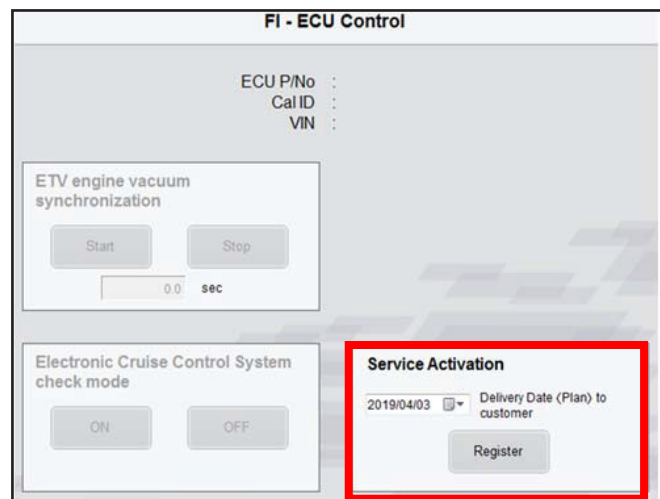 FI - ECU Control
ECU P/No :
Cal ID :
VIN :
ETV engine vacuum
synchronization
Start Stop
0.0 sec
Electronic Cruise Control System
check mode
ON OFF
Service Activation
2019/04/03 Delivery Date (Plan) to
customer
Register